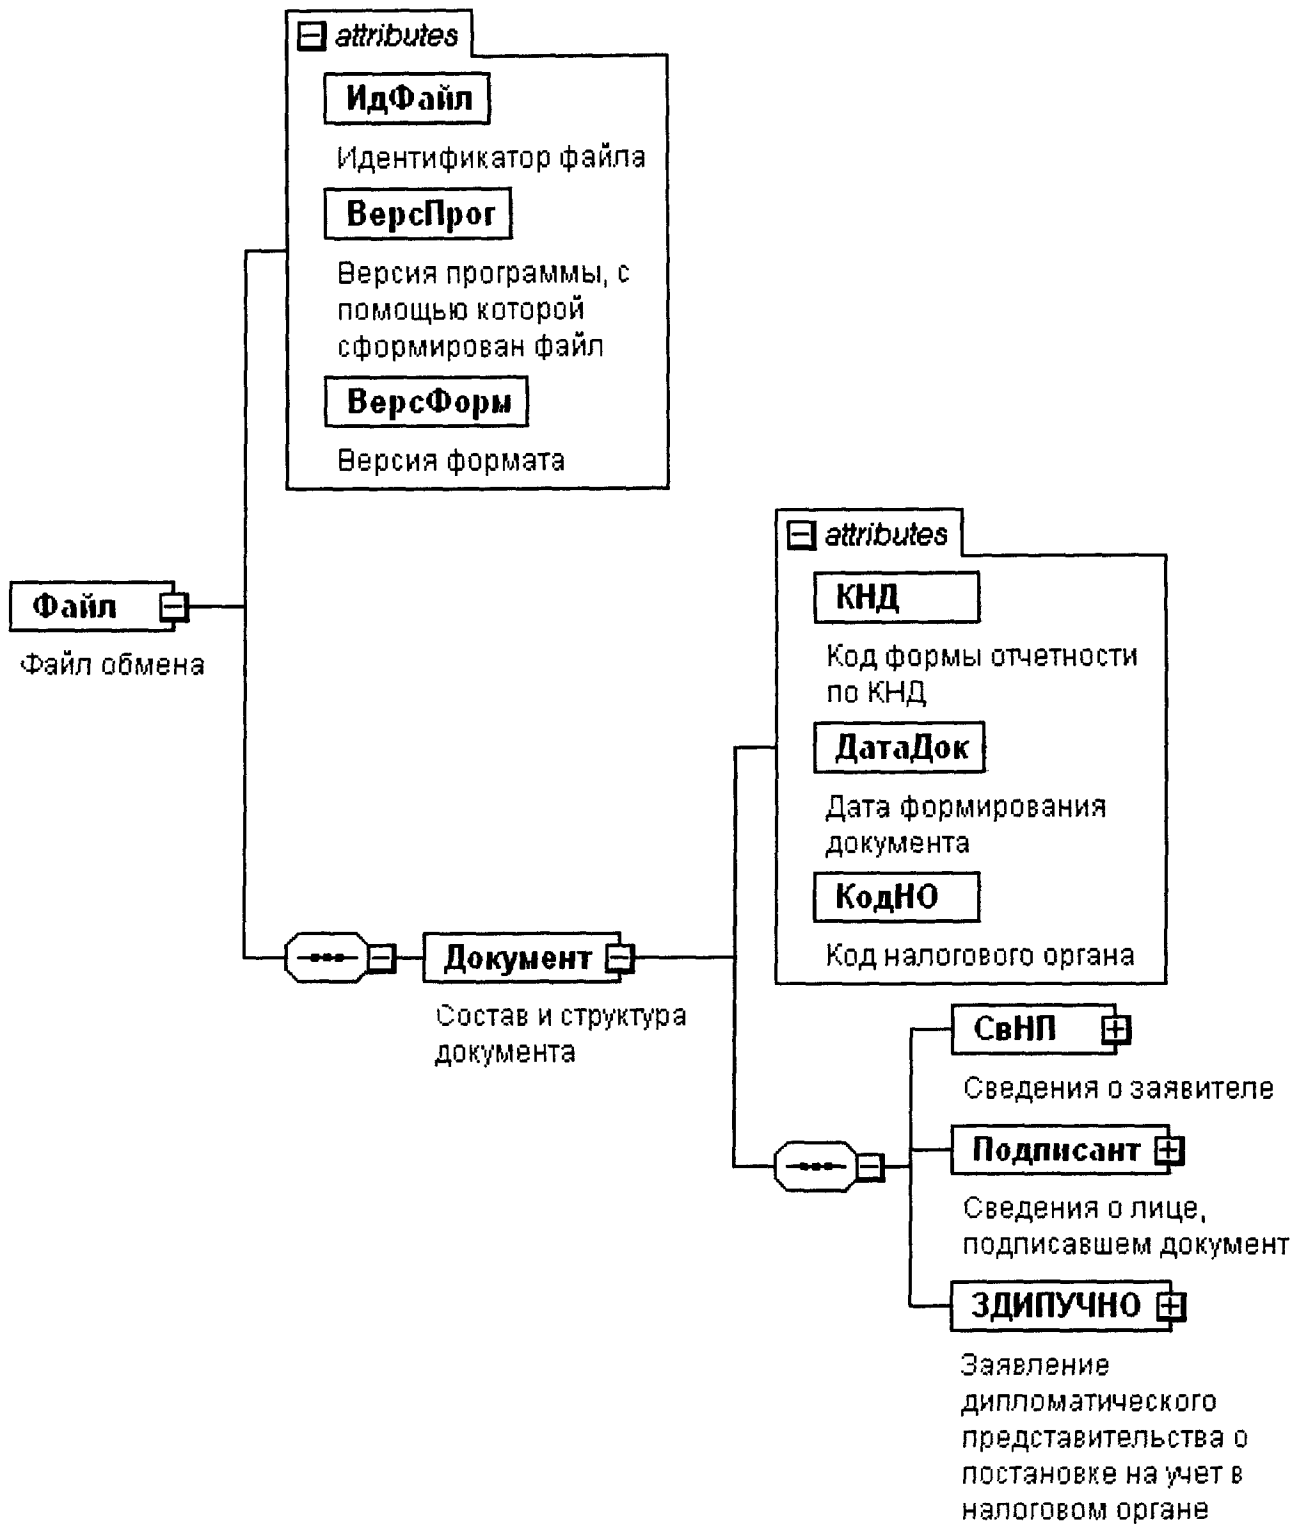 attributes
ИдФайл
Идентификатор файла
ВерсПрог
Версия программы, с
помощью которой
сформирован файл
ВерсФорм
Версия формата
Файл
Файл обмена
attributes
КНД
Код формы отчетности
по КНД
ДатаДок
Дата формирования
документа
КодНО
Код налогового органа
Документ
Состав и структура
документа
СвНП
Сведения о заявителе
Подписант
Сведения о лице,
подписавшем документ
ЗДИПУЧНО
Заявление
дипломатического
представительства о
постановке на учет в
налоговом органе